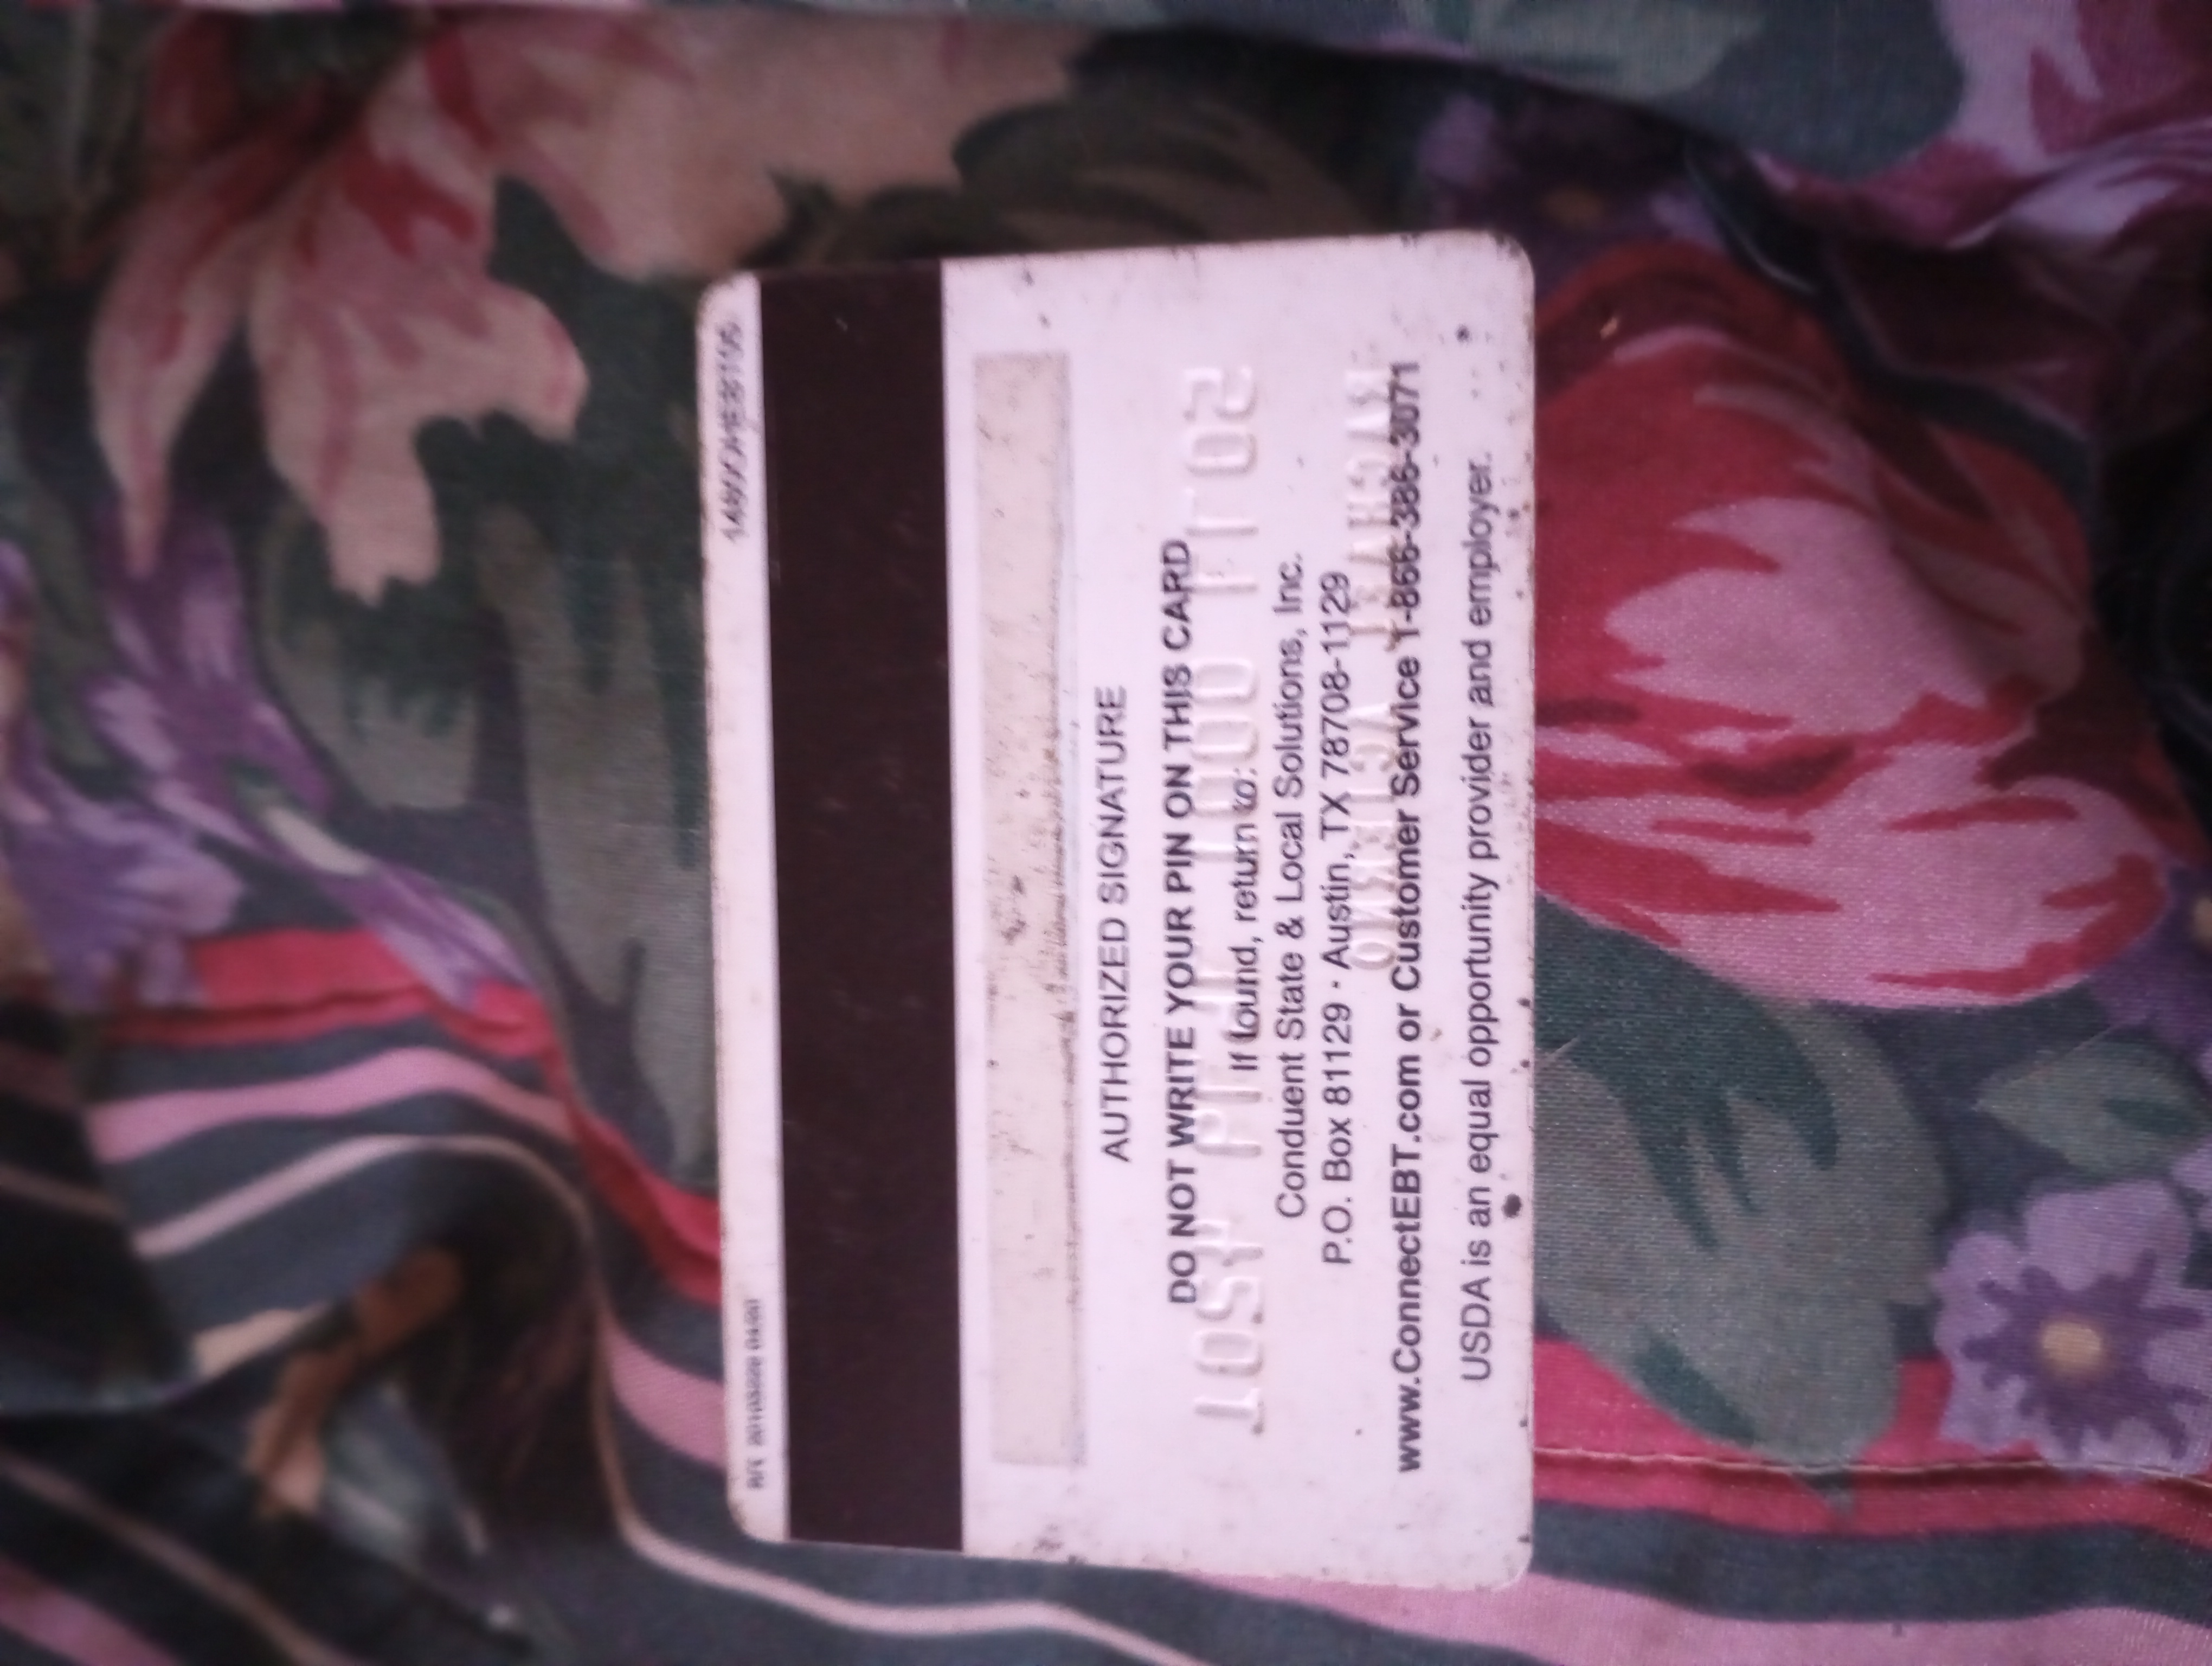 AUTHORIZED SIGNATURE
DO NOT WRITE YOUR PIN ON THIS CARD
If found, return to:
Conduent State & Local Solutions, Inc.
P.O. Box 81129 · Austin, TX 78708-1129
www.ConnectEBT.com or Customer Service 1-866-386-3071
USDA is an equal opportunity provider and employer.